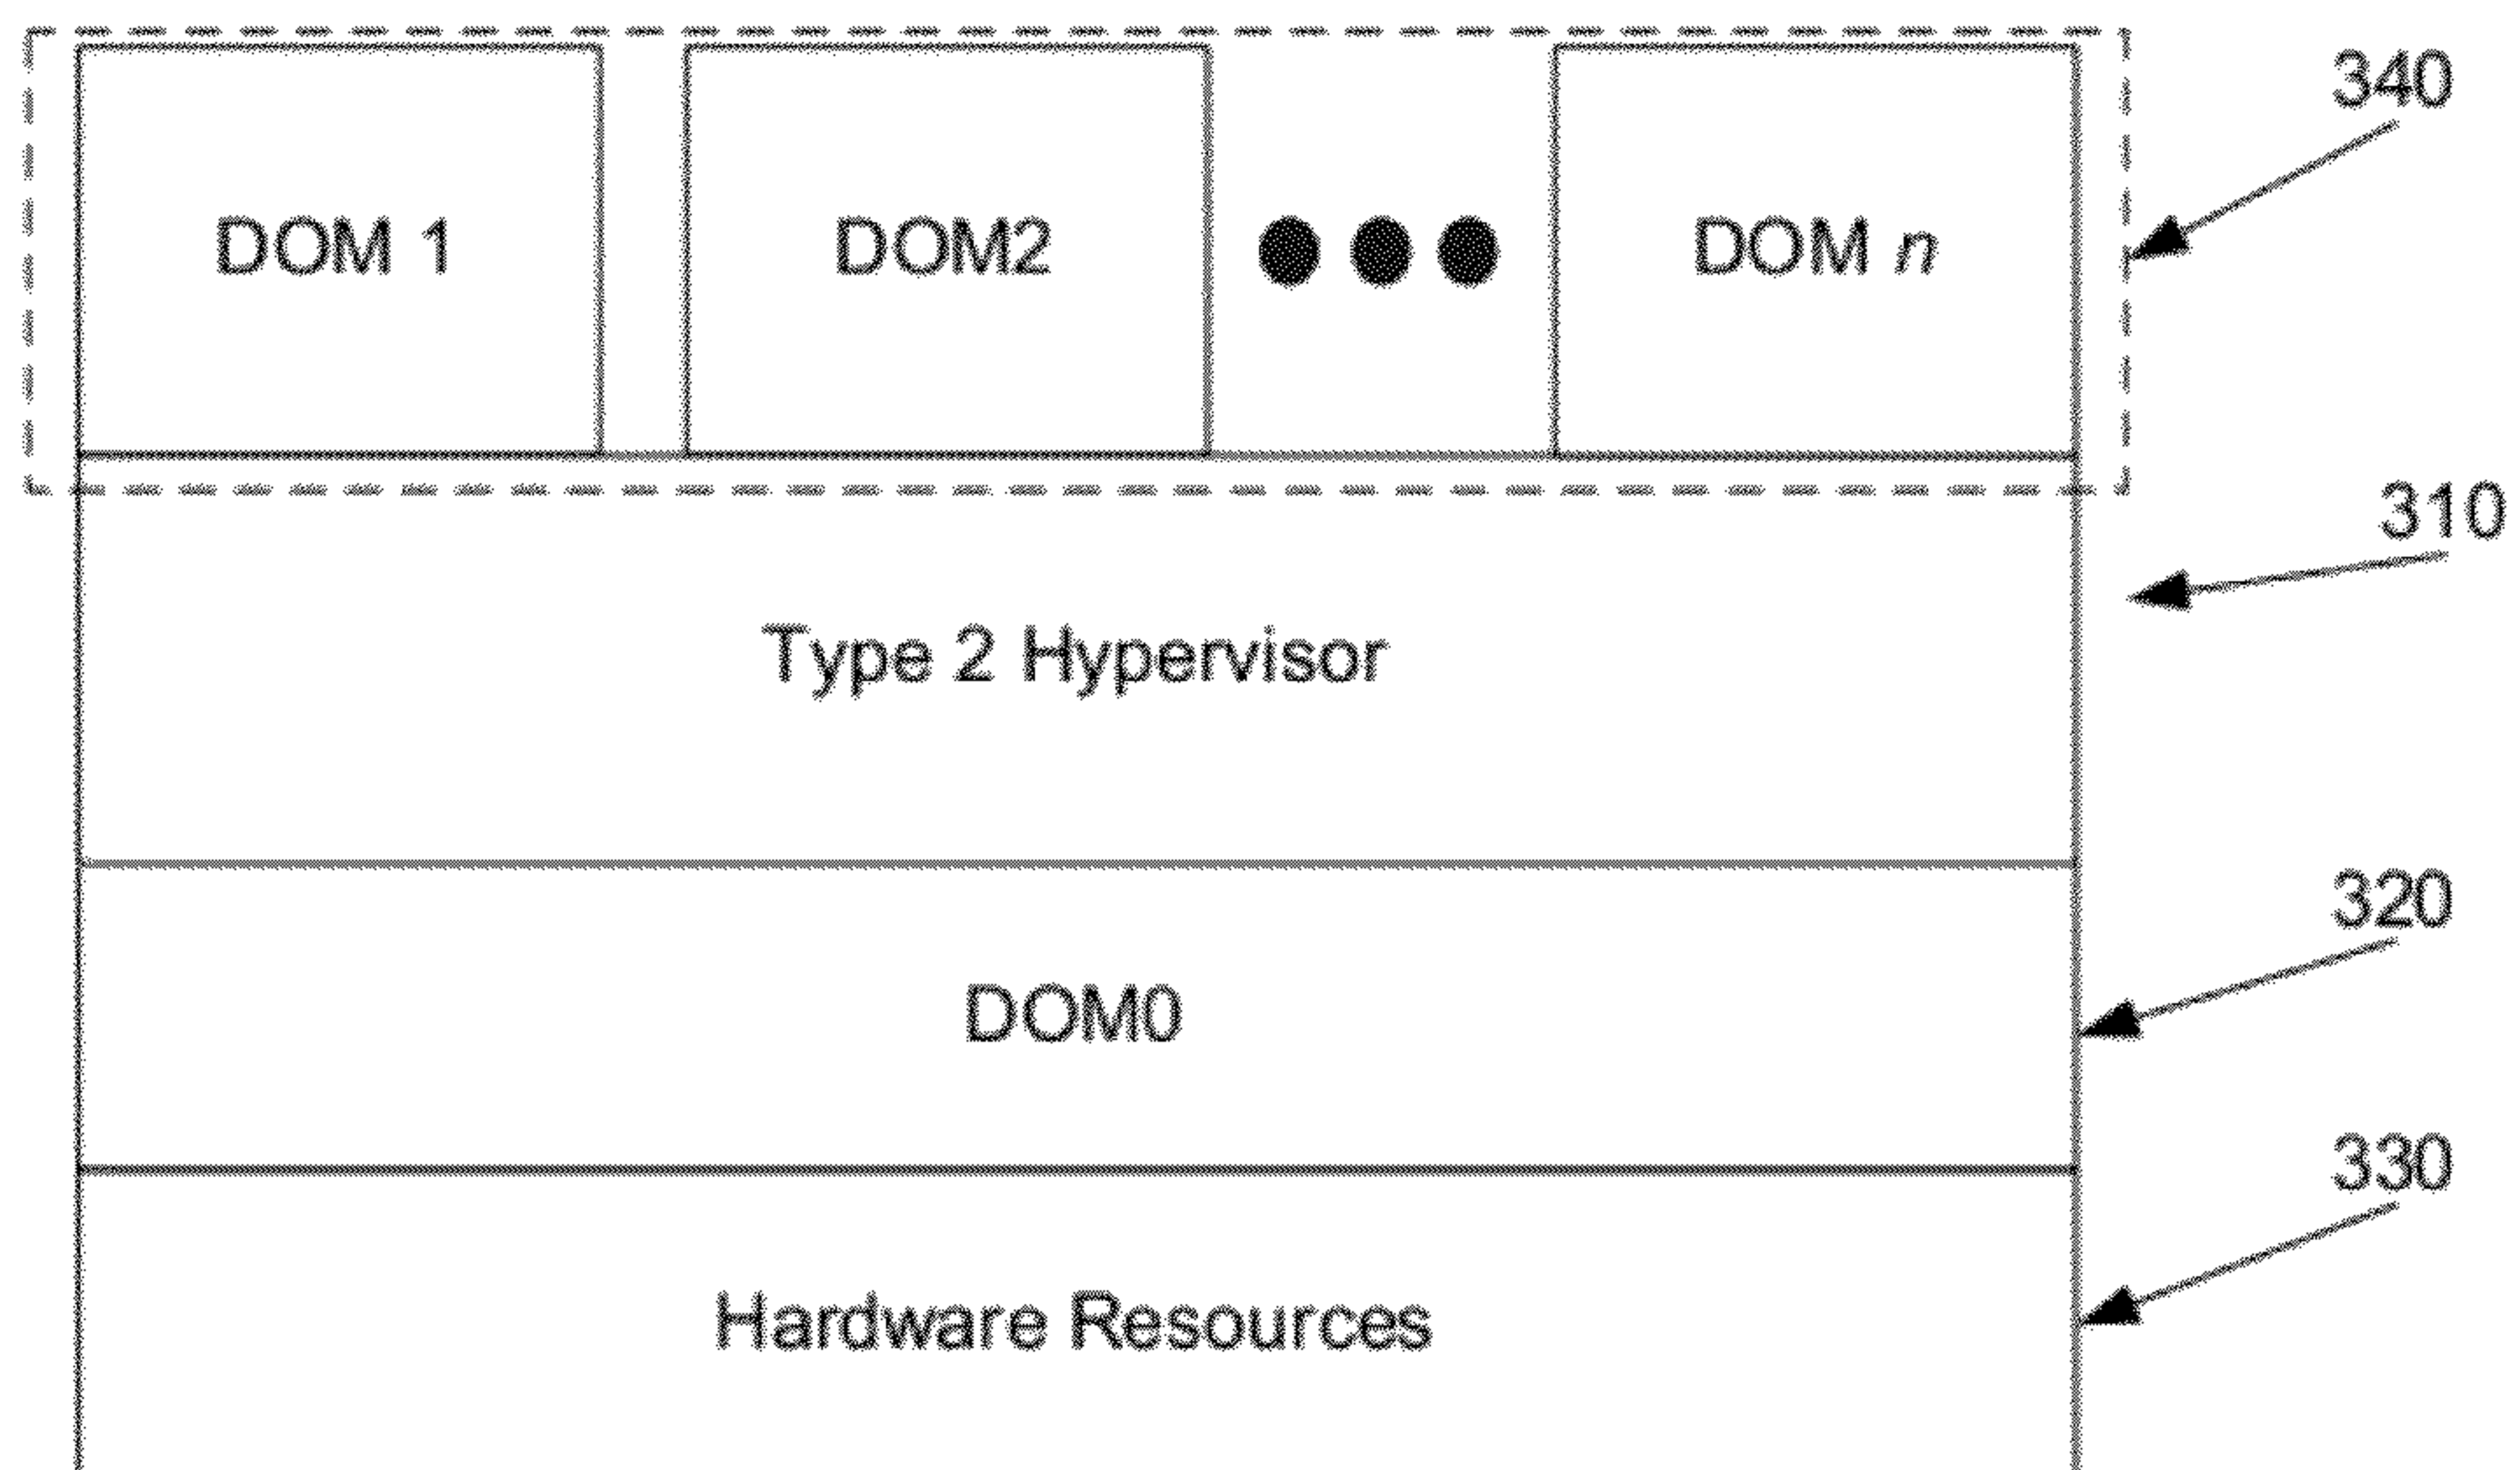 340
DOM 1
DOM2
DOM n
310
Type 2 Hypervisor
320
DOM0
330
Hardware Resources